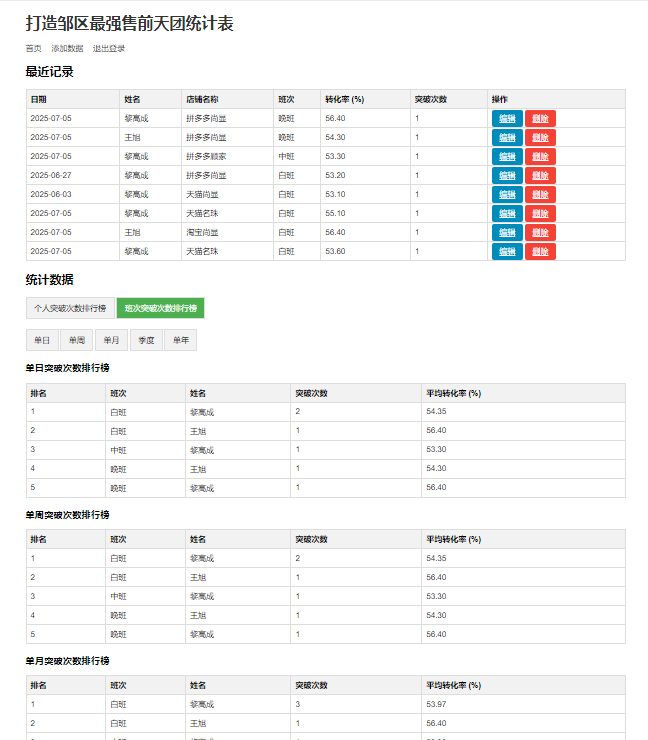 打造邹区最强售前天团统计表
首页 添加数据 退出登录
最近记录
日期 姓名 店铺名称 班次 转化率 (%) 突破次数 操作
2025-07-05 黎高成 拼多多尚显 晚班 56.40 1 编辑 删除
2025-07-05 王旭 拼多多尚显 晚班 54.30 1 编辑 删除
2025-07-05 黎高成 拼多多颖家 中班 53.30 1 编辑 删除
2025-06-27 黎高成 拼多多尚显 白班 53.20 1 编辑 删除
2025-06-03 黎高成 天猫尚显 白班 53.10 1 编辑 删除
2025-07-05 黎高成 天猫名珠 白班 55.10 1 编辑 删除
2025-07-05 王旭 淘宝尚显 白班 56.40 1 编辑 删除
2025-07-05 黎高成 天猫名珠 白班 53.60 1 编辑 删除
统计数据
个人突破次数排行榜 班次突破次数排行榜
单日 单周 单月 季度 单年
单日突破次数排行榜
排名 班次 姓名 突破次数 平均转化率 (%)
1 白班 黎高成 2 54.35
2 白班 王旭 1 56.40
3 中班 黎高成 1 53.30
4 晚班 王旭 1 54.30
5 晚班 黎高成 1 56.40
单周突破次数排行榜
排名 班次 姓名 突破次数 平均转化率 (%)
1 白班 黎高成 2 54.35
2 白班 王旭 1 56.40
3 中班 黎高成 1 53.30
4 晚班 王旭 1 54.30
5 晚班 黎高成 1 56.40
单月突破次数排行榜
排名 班次 姓名 突破次数 平均转化率 (%)
1 白班 黎高成 3 53.97
2 白班 王旭 1 56.40